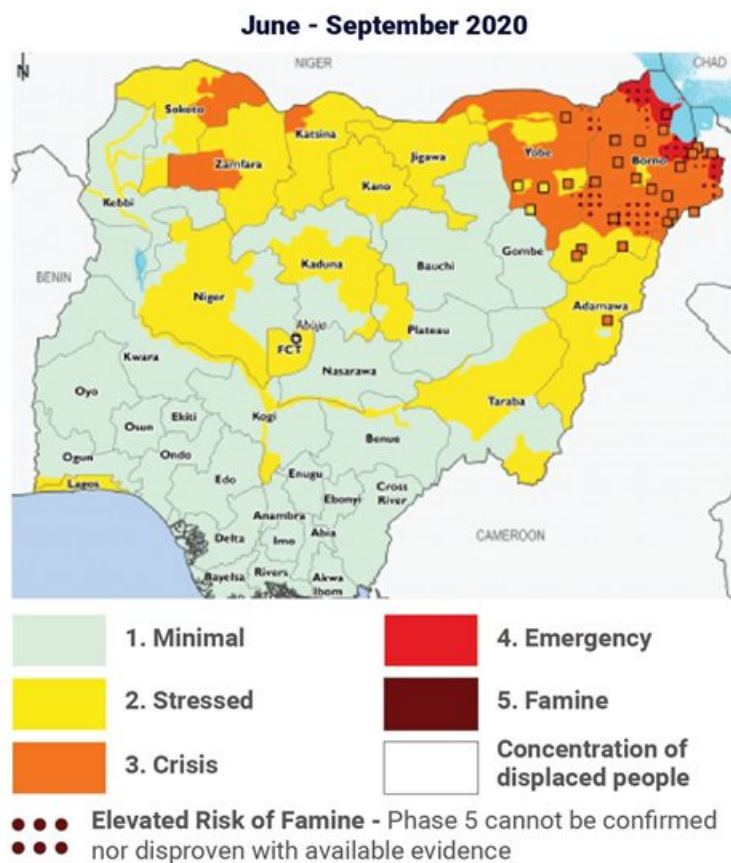 June - September 2020
N
NIGER
CHAD
Sokoto
Katsina
Zamfara
Jigawa
Yobe
Borno
Kano
Kebbi
Gombe
Kaduna
Bauchi
BENIN
Niger
Adamawa
Abuja
FCT
Plateau
Kwara
Nasarawa
Oyo
Taraba
Ekiti
Kogi
Osun
Benue
Ogun
Ondo
Edo
Enugu
Lagos
Cross
River
Ebonyi
Anambra
CAMEROON
Delta
Imo
Abia
Bayelsa
Rivers
Akwa
Ibom
1. Minimal
4. Emergency
2. Stressed
5. Famine
3. Crisis
Concentration of
displaced people
Elevated Risk of Famine - Phase 5 cannot be confirmed
nor disproven with available evidence